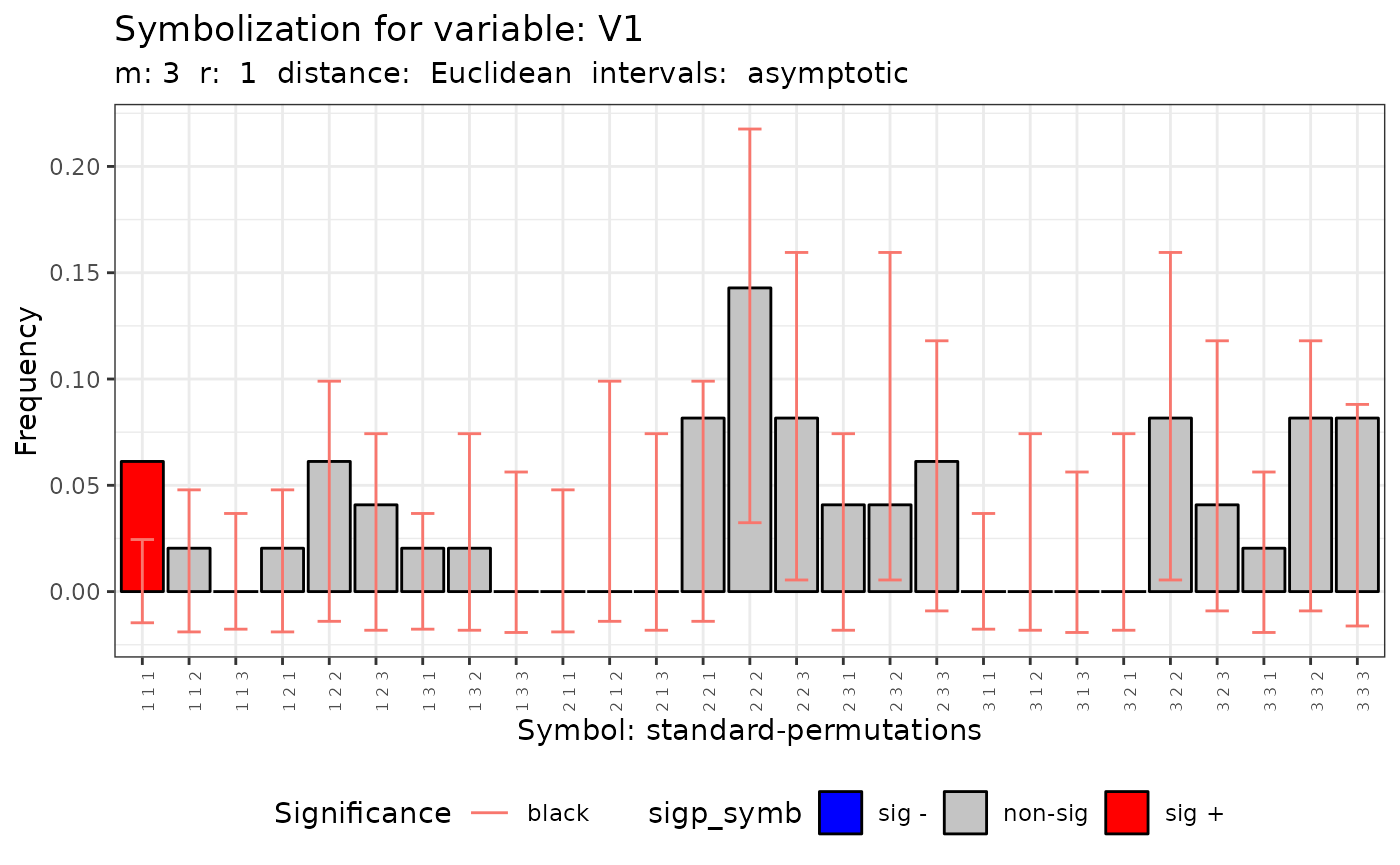 Symbolization for variable: V1
m: 3 r: 1 distance: Euclidean intervals: asymptotic
Frequency
0.20
0.15
0.10
0.05
0.00
1 1 1
1 1 2
1 1 3
1 2 1
1 2 2
1 2 3
1 3 1
1 3 2
1 3 3
2 1 1
2 1 2
2 1 3
2 2 1
2 2 2
2 2 3
2 3 1
2 3 2
2 3 3
3 1 1
3 1 2
3 1 3
3 2 1
3 2 2
3 2 3
3 3 1
3 3 2
3 3 3
Symbol: standard-permutations
Significance black sigp_symb sig - non-sig sig +